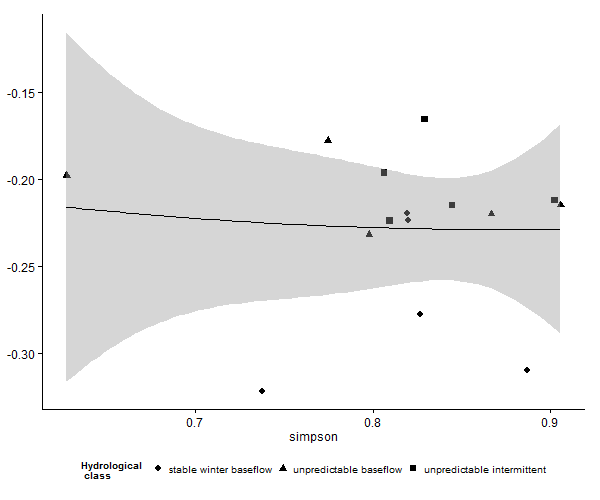 -0.15
-0.20
-0.25
-0.30
0.7 0.8 0.9
simpson
Hydrological
class
stable winter baseflow unpredictable baseflow unpredictable intermittent